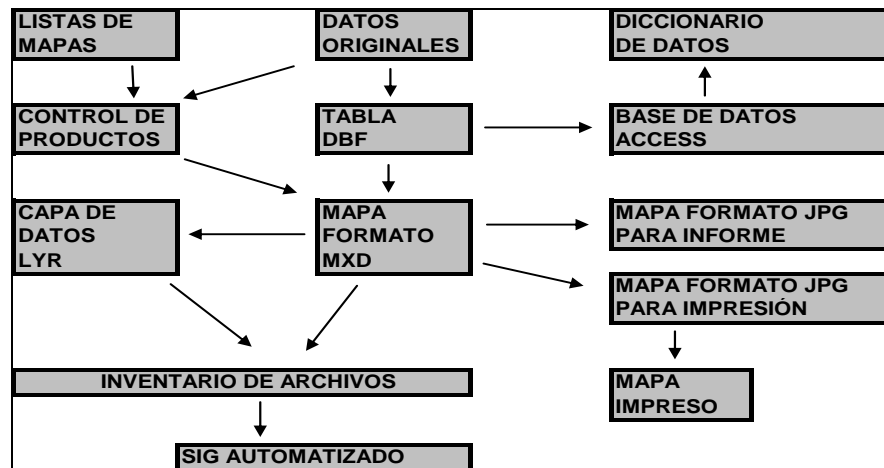 LISTAS DE
MAPAS
DATOS
ORIGINALES
DICCIONARIO
DE DATOS
CONTROL DE
PRODUCTOS
TABLA
DBF
BASE DE DATOS
ACCESS
CAPA DE
DATOS
LYR
MAPA
FORMATO
MXD
MAPA FORMATO JPG
PARA INFORME
MAPA FORMATO JPG
PARA IMPRESIÓN
INVENTARIO DE ARCHIVOS
MAPA
IMPRESO
SIG AUTOMATIZADO